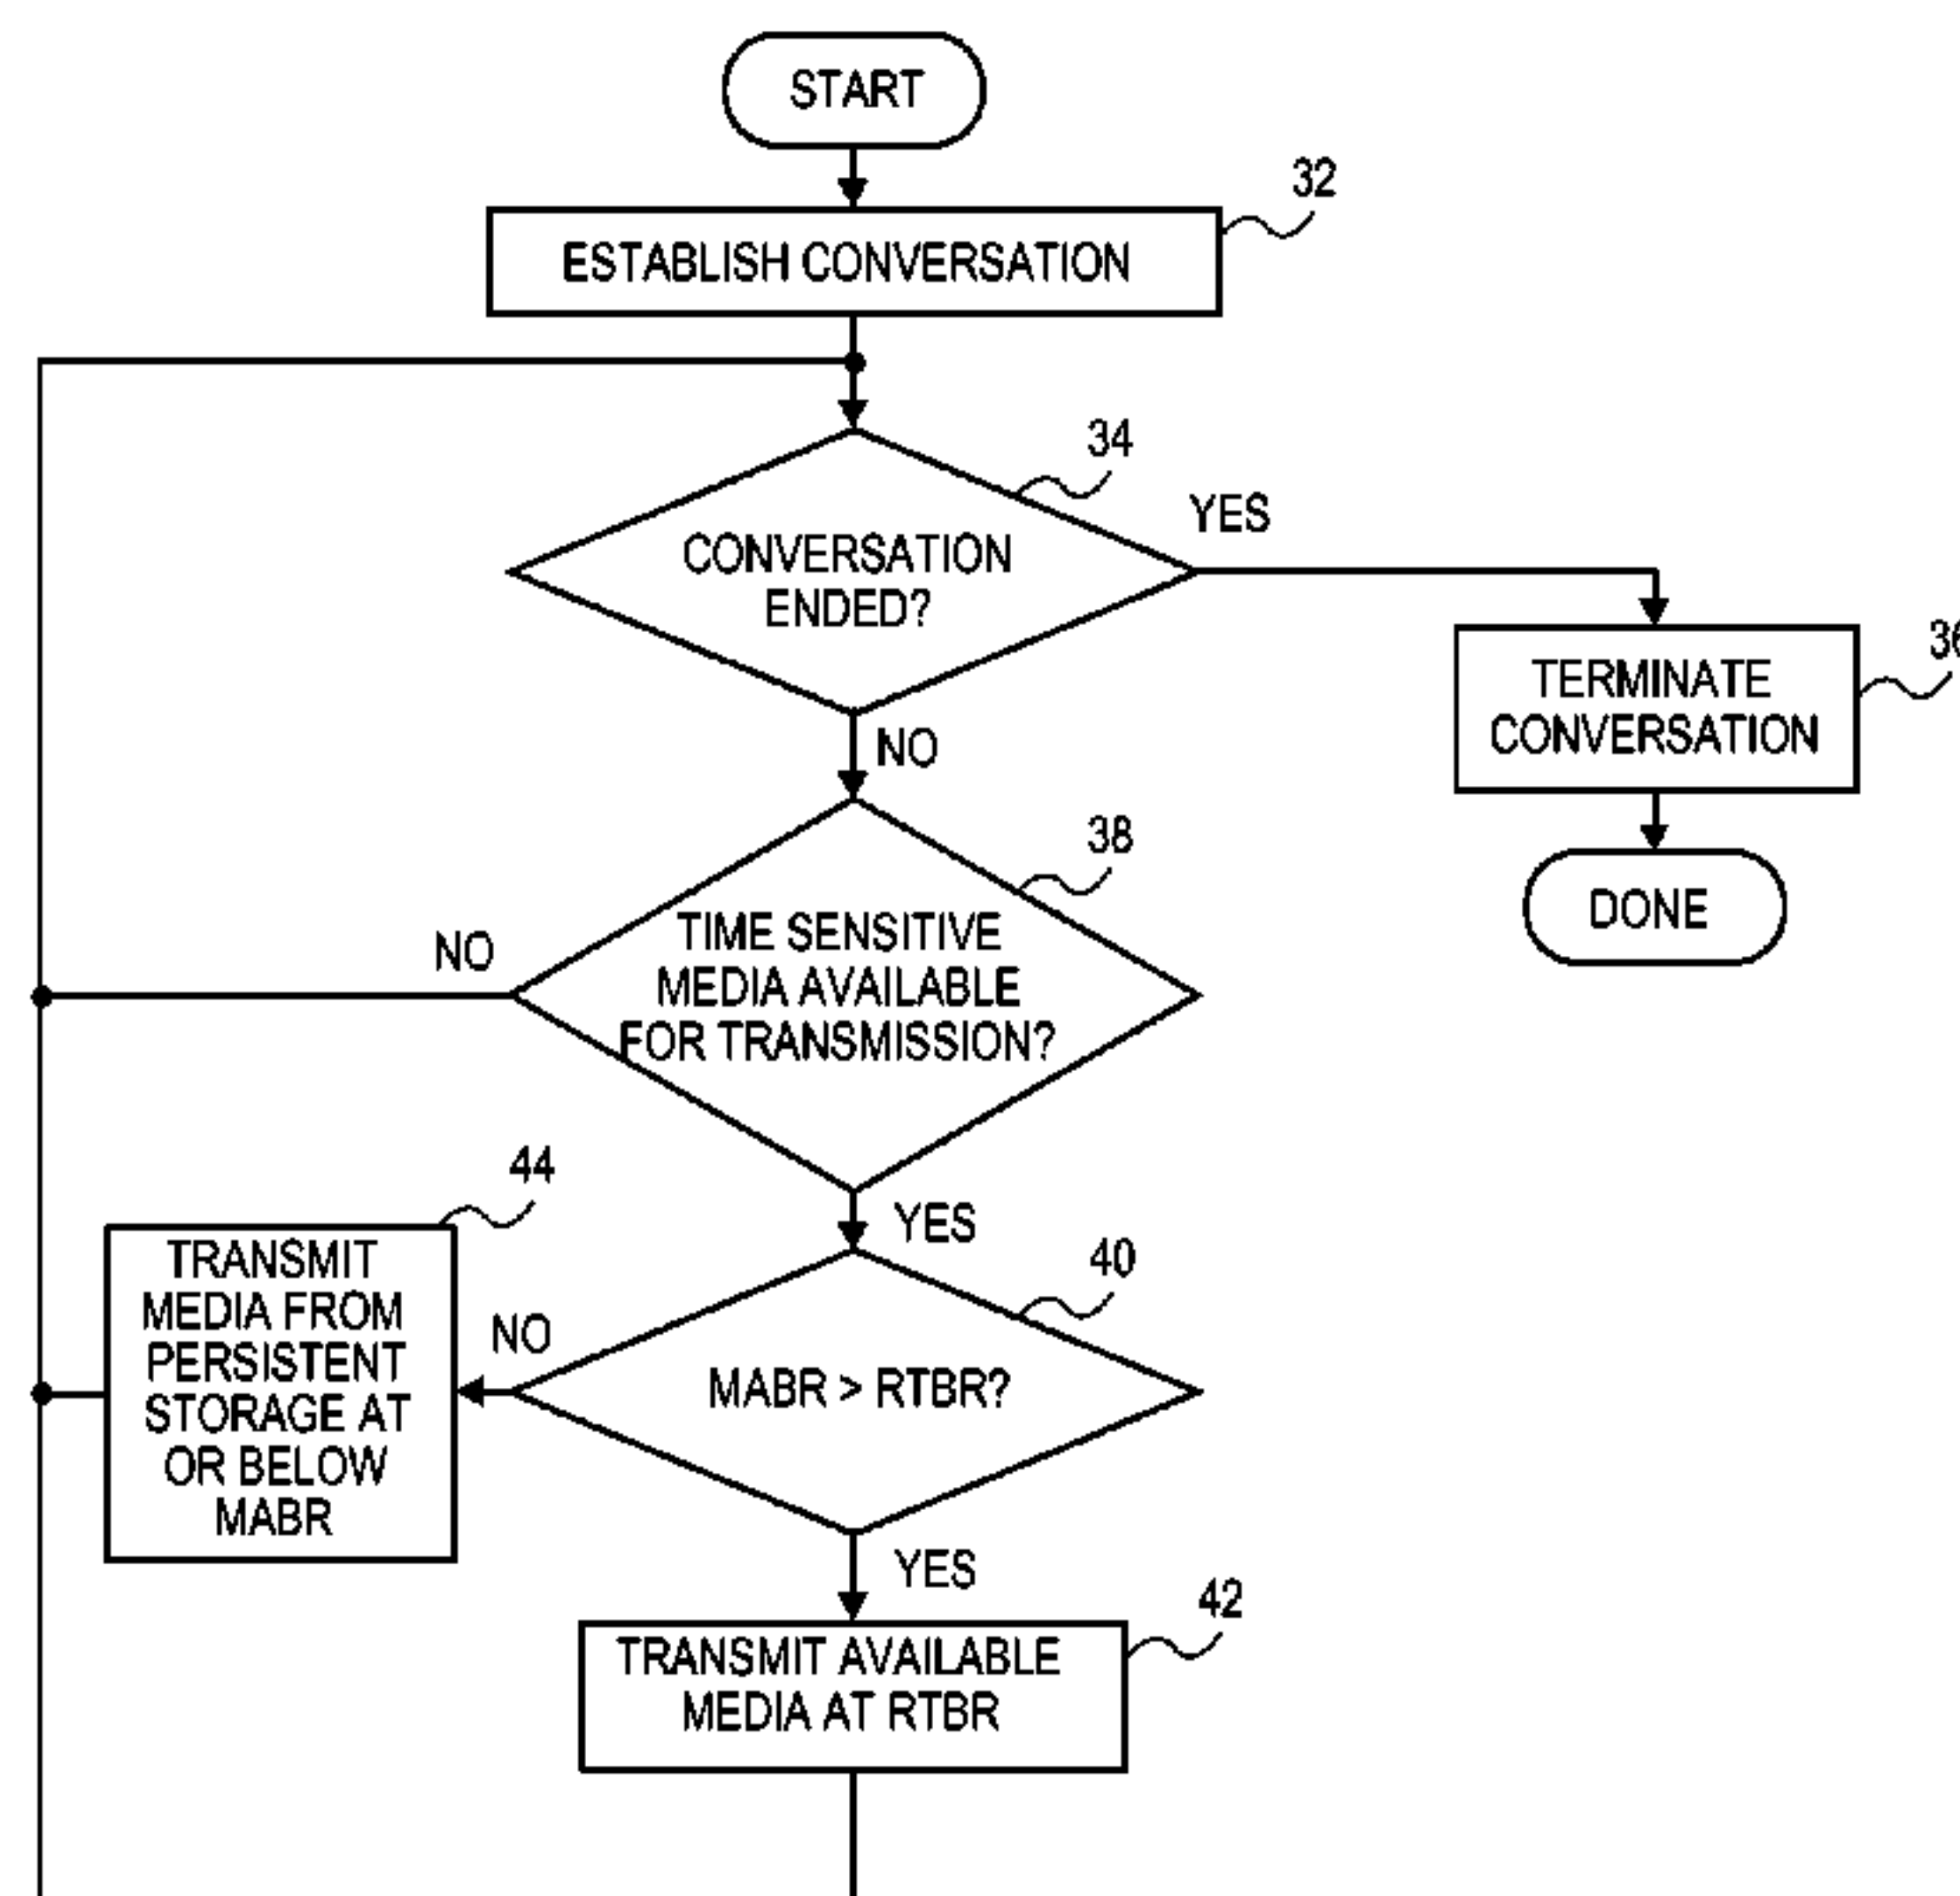 START
32
ESTABLISH CONVERSATION
34
YES
CONVERSATION
ENDED?
36
TERMINATE
CONVERSATION
NO
38
DONE
TIME SENSITIVE
MEDIA AVAILABLE
FOR TRANSMISSION?
NO
44
YES
40
TRANSMIT
MEDIA FROM
PERSISTENT
STORAGE AT
OR BELOW
MABR
NO
MABR > RTBR?
YES
42
TRANSMIT AVAILABLE
MEDIA AT RTBR